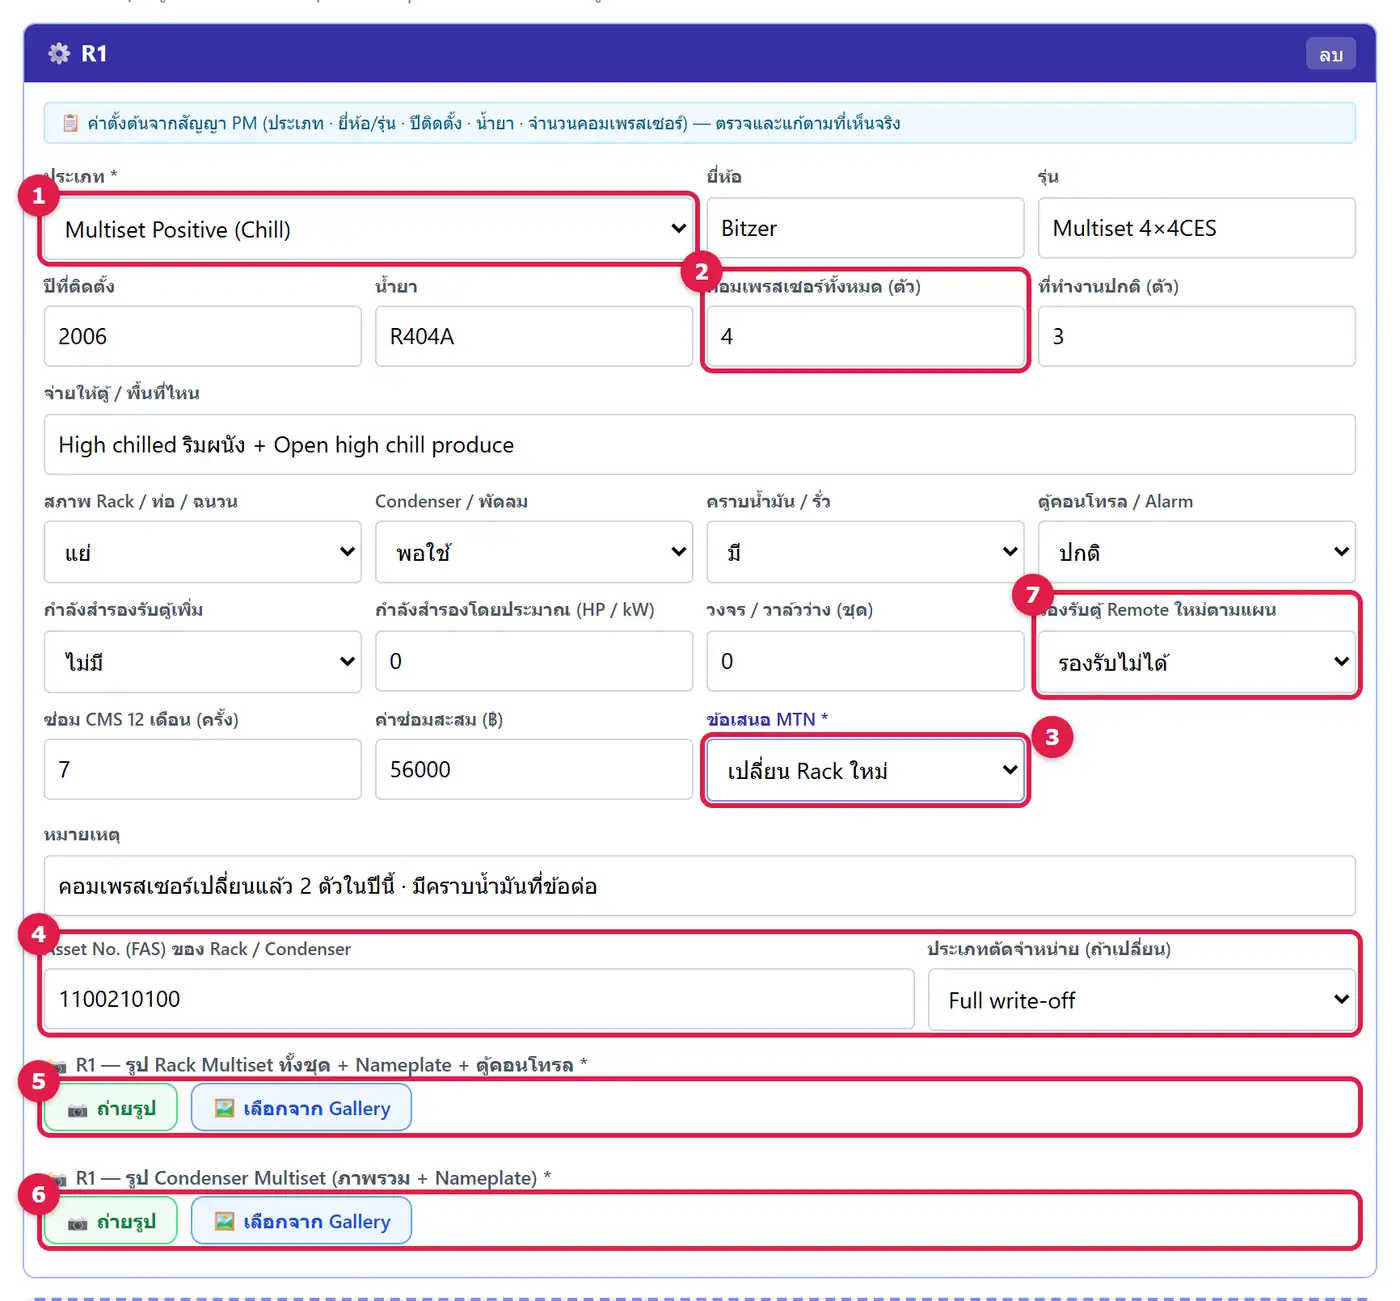 R1
ลบ
ค่าตั้งต้นจากสัญญา PM (ประเภท · ยี่ห้อ/รุ่น · ปีติดตั้ง · น้ำยา · จำนวนคอมเพรสเซอร์) — ตรวจและแก้ตามที่เห็นจริง
ประเภท *
ยี่ห้อ
รุ่น
1
Multiset Positive (Chill)
Bitzer
Multiset 4×4CES
2
ปีที่ติดตั้ง
น้ำยา
คอมเพรสเซอร์ทั้งหมด (ตัว)
ที่ทำงานปกติ (ตัว)
2006
R404A
4
3
จ่ายให้ตู้ / พื้นที่ไหน
High chilled ริมผนัง + Open high chill produce
สภาพ Rack / ท่อ / ฉนวน
Condenser / พัดลม
คราบน้ำมัน / รั่ว
ตู้คอนโทรล / Alarm
แย่
พอใช้
มี
ปกติ
7
กำลังสำรองรับตู้เพิ่ม
กำลังสำรองโดยประมาณ (HP / kW)
วงจร / วาล์วว่าง (ชุด)
รองรับตู้ Remote ใหม่ตามแผน
ไม่มี
0
0
รองรับไม่ได้
ซ่อม CMS 12 เดือน (ครั้ง)
ค่าซ่อมสะสม (฿)
ข้อเสนอ MTN *
3
7
56000
เปลี่ยน Rack ใหม่
หมายเหตุ
คอมเพรสเซอร์เปลี่ยนแล้ว 2 ตัวในปีนี้ · มีคราบน้ำมันที่ข้อต่อ
4
Asset No. (FAS) ของ Rack / Condenser
ประเภทตัดจำหน่าย (ถ้าเปลี่ยน)
1100210100
Full write-off
R1 — รูป Rack Multiset ทั้งชุด + Nameplate + ตู้คอนโทรล *
5
ถ่ายรูป
เลือกจาก Gallery
R1 — รูป Condenser Multiset (ภาพรวม + Nameplate) *
6
ถ่ายรูป
เลือกจาก Gallery